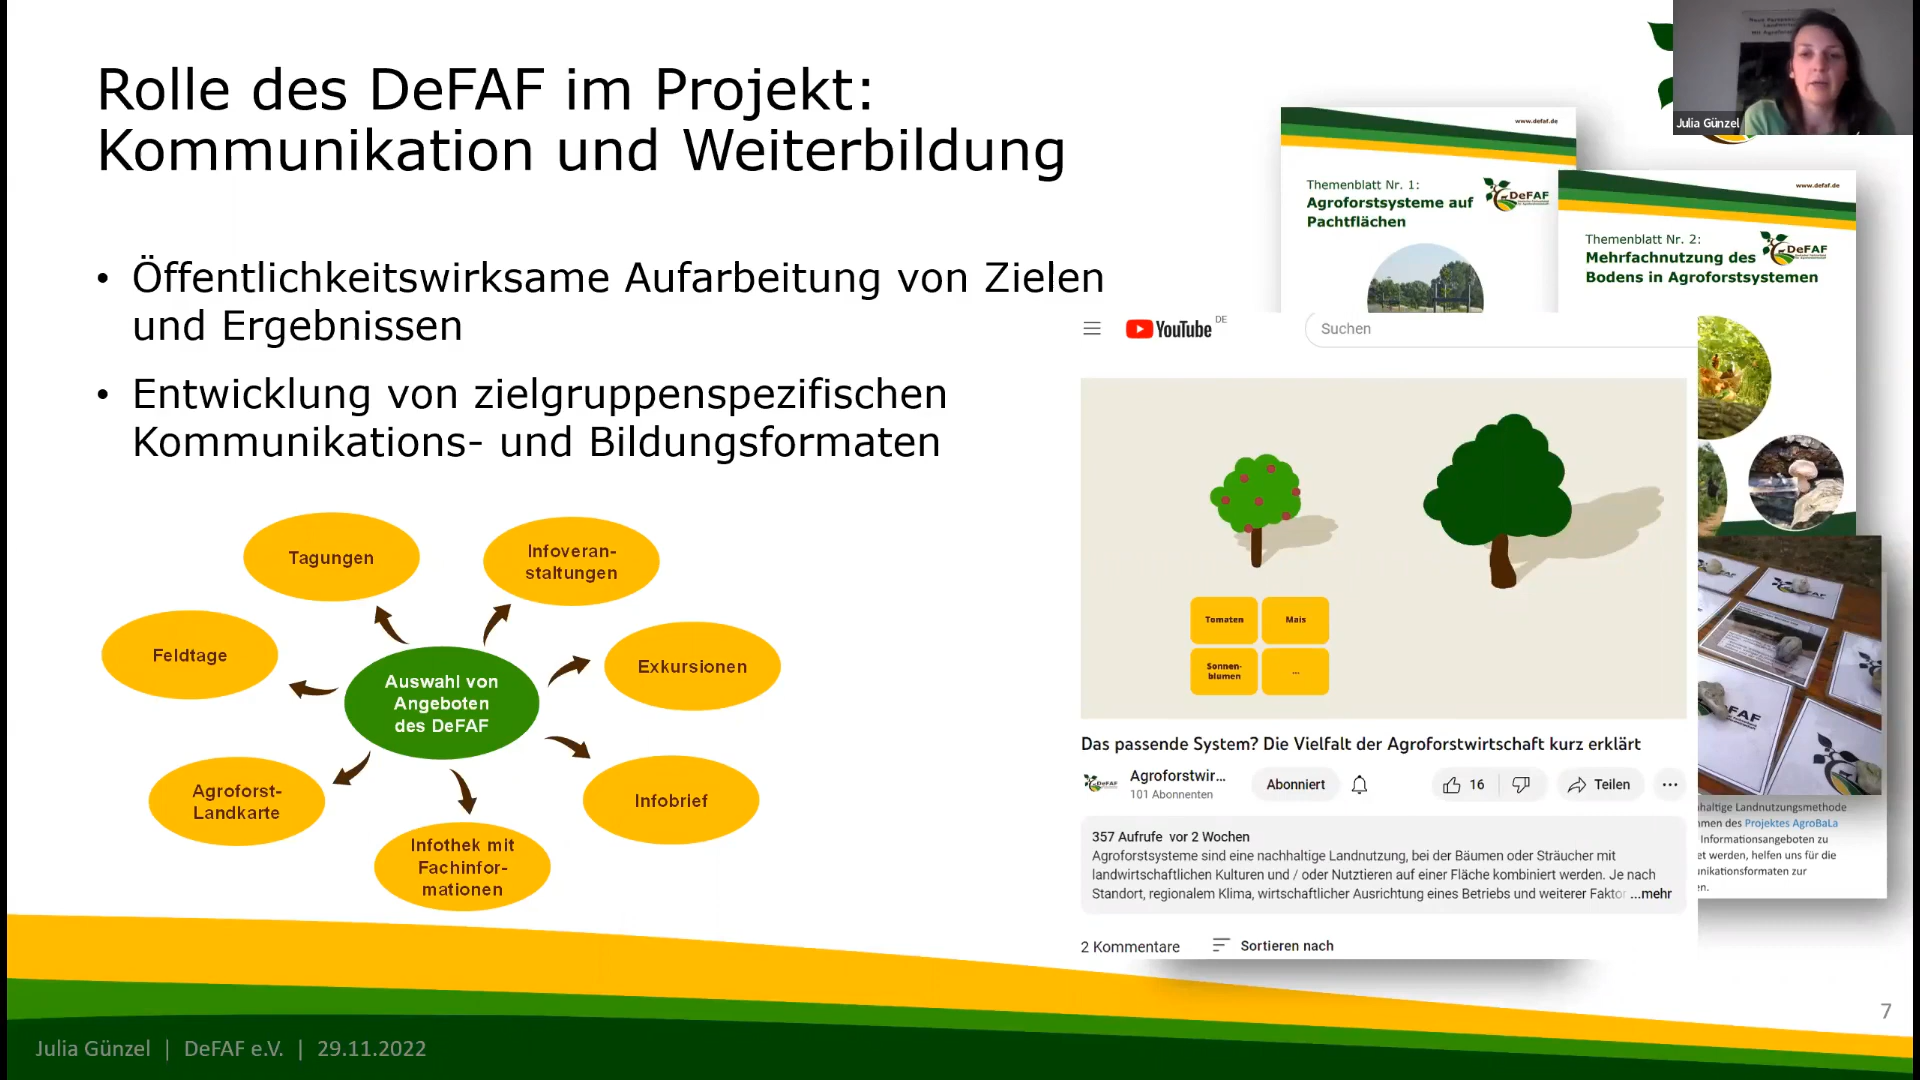 Rolle des DeFAF im Projekt:
Kommunikation und Weiterbildung
• Öffentlichkeitswirksame Aufarbeitung von Zielen
und Ergebnissen
• Entwicklung von zielgruppenspezifischen
Kommunikations- und Bildungsformaten
Tagungen
Infoveran-
staltungen
Feldtage
Exkursionen
Auswahl von
Angeboten
des DeFAF
Agroforst-
Landkarte
Infobrief
Infothek mit
Fachinfor-
mationen
Julia Günzel
www.defaf.de
Themenblatt Nr. 1:
Agroforstsysteme auf
Pachtflächen
DeFAF
www.defaf.de
Themenblatt Nr. 2:
Mehrfachnutzung des
Bodens in Agroforstsystemen
DeFAF
YouTube DE
Suchen
Tomaten
Mais
Sonnen-
blumen
...
Das passende System? Die Vielfalt der Agroforstwirtschaft kurz erklärt
Agroforstwir...
101 Abonnenten
Abonniert
16
Teilen
357 Aufrufe vor 2 Wochen
Agroforstsysteme sind eine nachhaltige Landnutzung, bei der Bäumen oder Sträucher mit
landwirtschaftlichen Kulturen und / oder Nutztieren auf einer Fläche kombiniert werden. Je nach
Standort, regionalem Klima, wirtschaftlicher Ausrichtung eines Betriebs und weiterer Faktor ...mehr
2 Kommentare
Sortieren nach
haltige Landnutzungsmethode
men des Projektes AgroBaLa
Informationsangeboten zu
et werden, helfen uns für die
unikationsformaten zur
en.
7
Julia Günzel | DeFAF e.V. | 29.11.2022